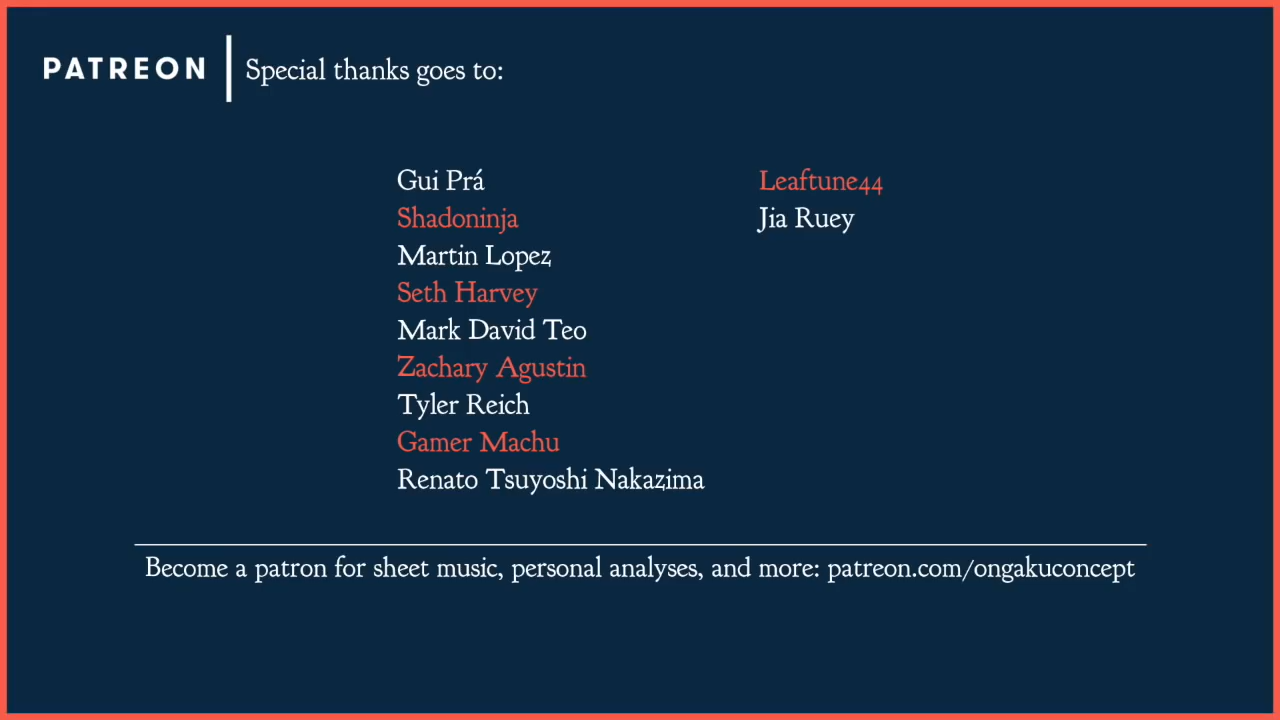 PATREON | Special thanks goes to:
Gui Prá
Shadoninja
Martin Lopez
Seth Harvey
Mark David Teo
Zachary Agustin
Tyler Reich
Gamer Machu
Renato Tsuyoshi Nakazima
Leaftune44
Jia Ruey
Become a patron for sheet music, personal analyses, and more: patreon.com/ongakuconcept